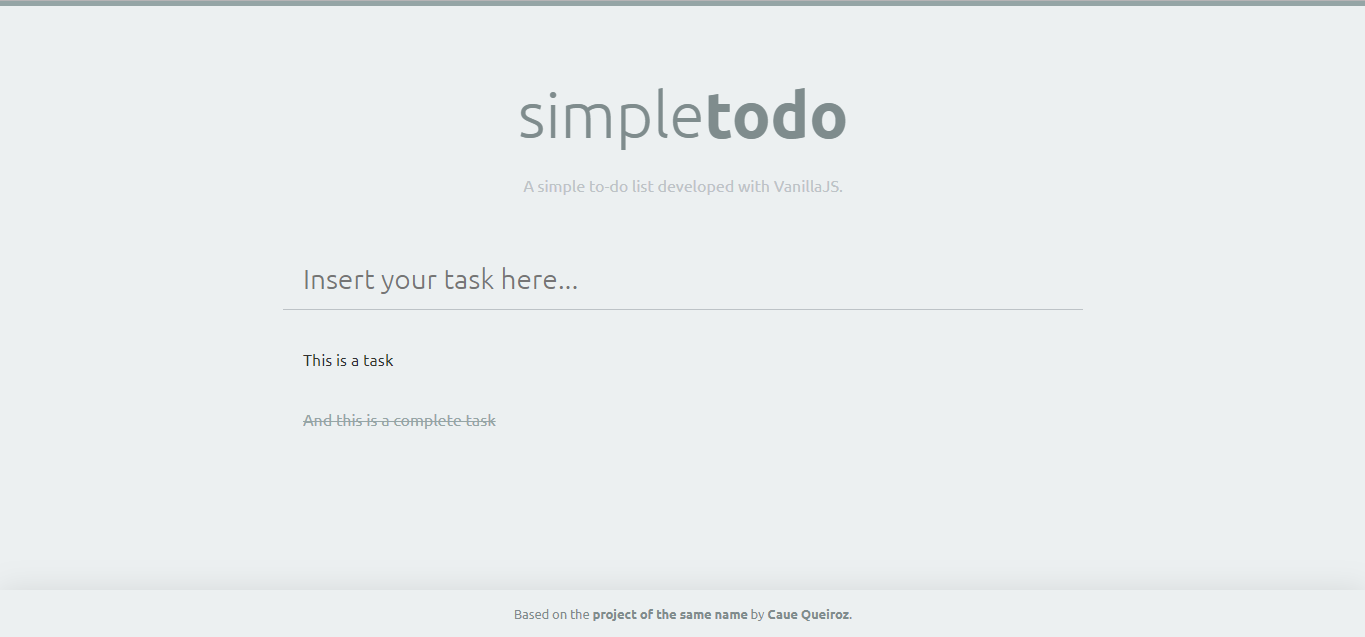 simpletodo
A simple to-do list developed with VanillaJS.
Insert your task here...
This is a task
And this is a complete task
Based on the project of the same name by Caue Queiroz.